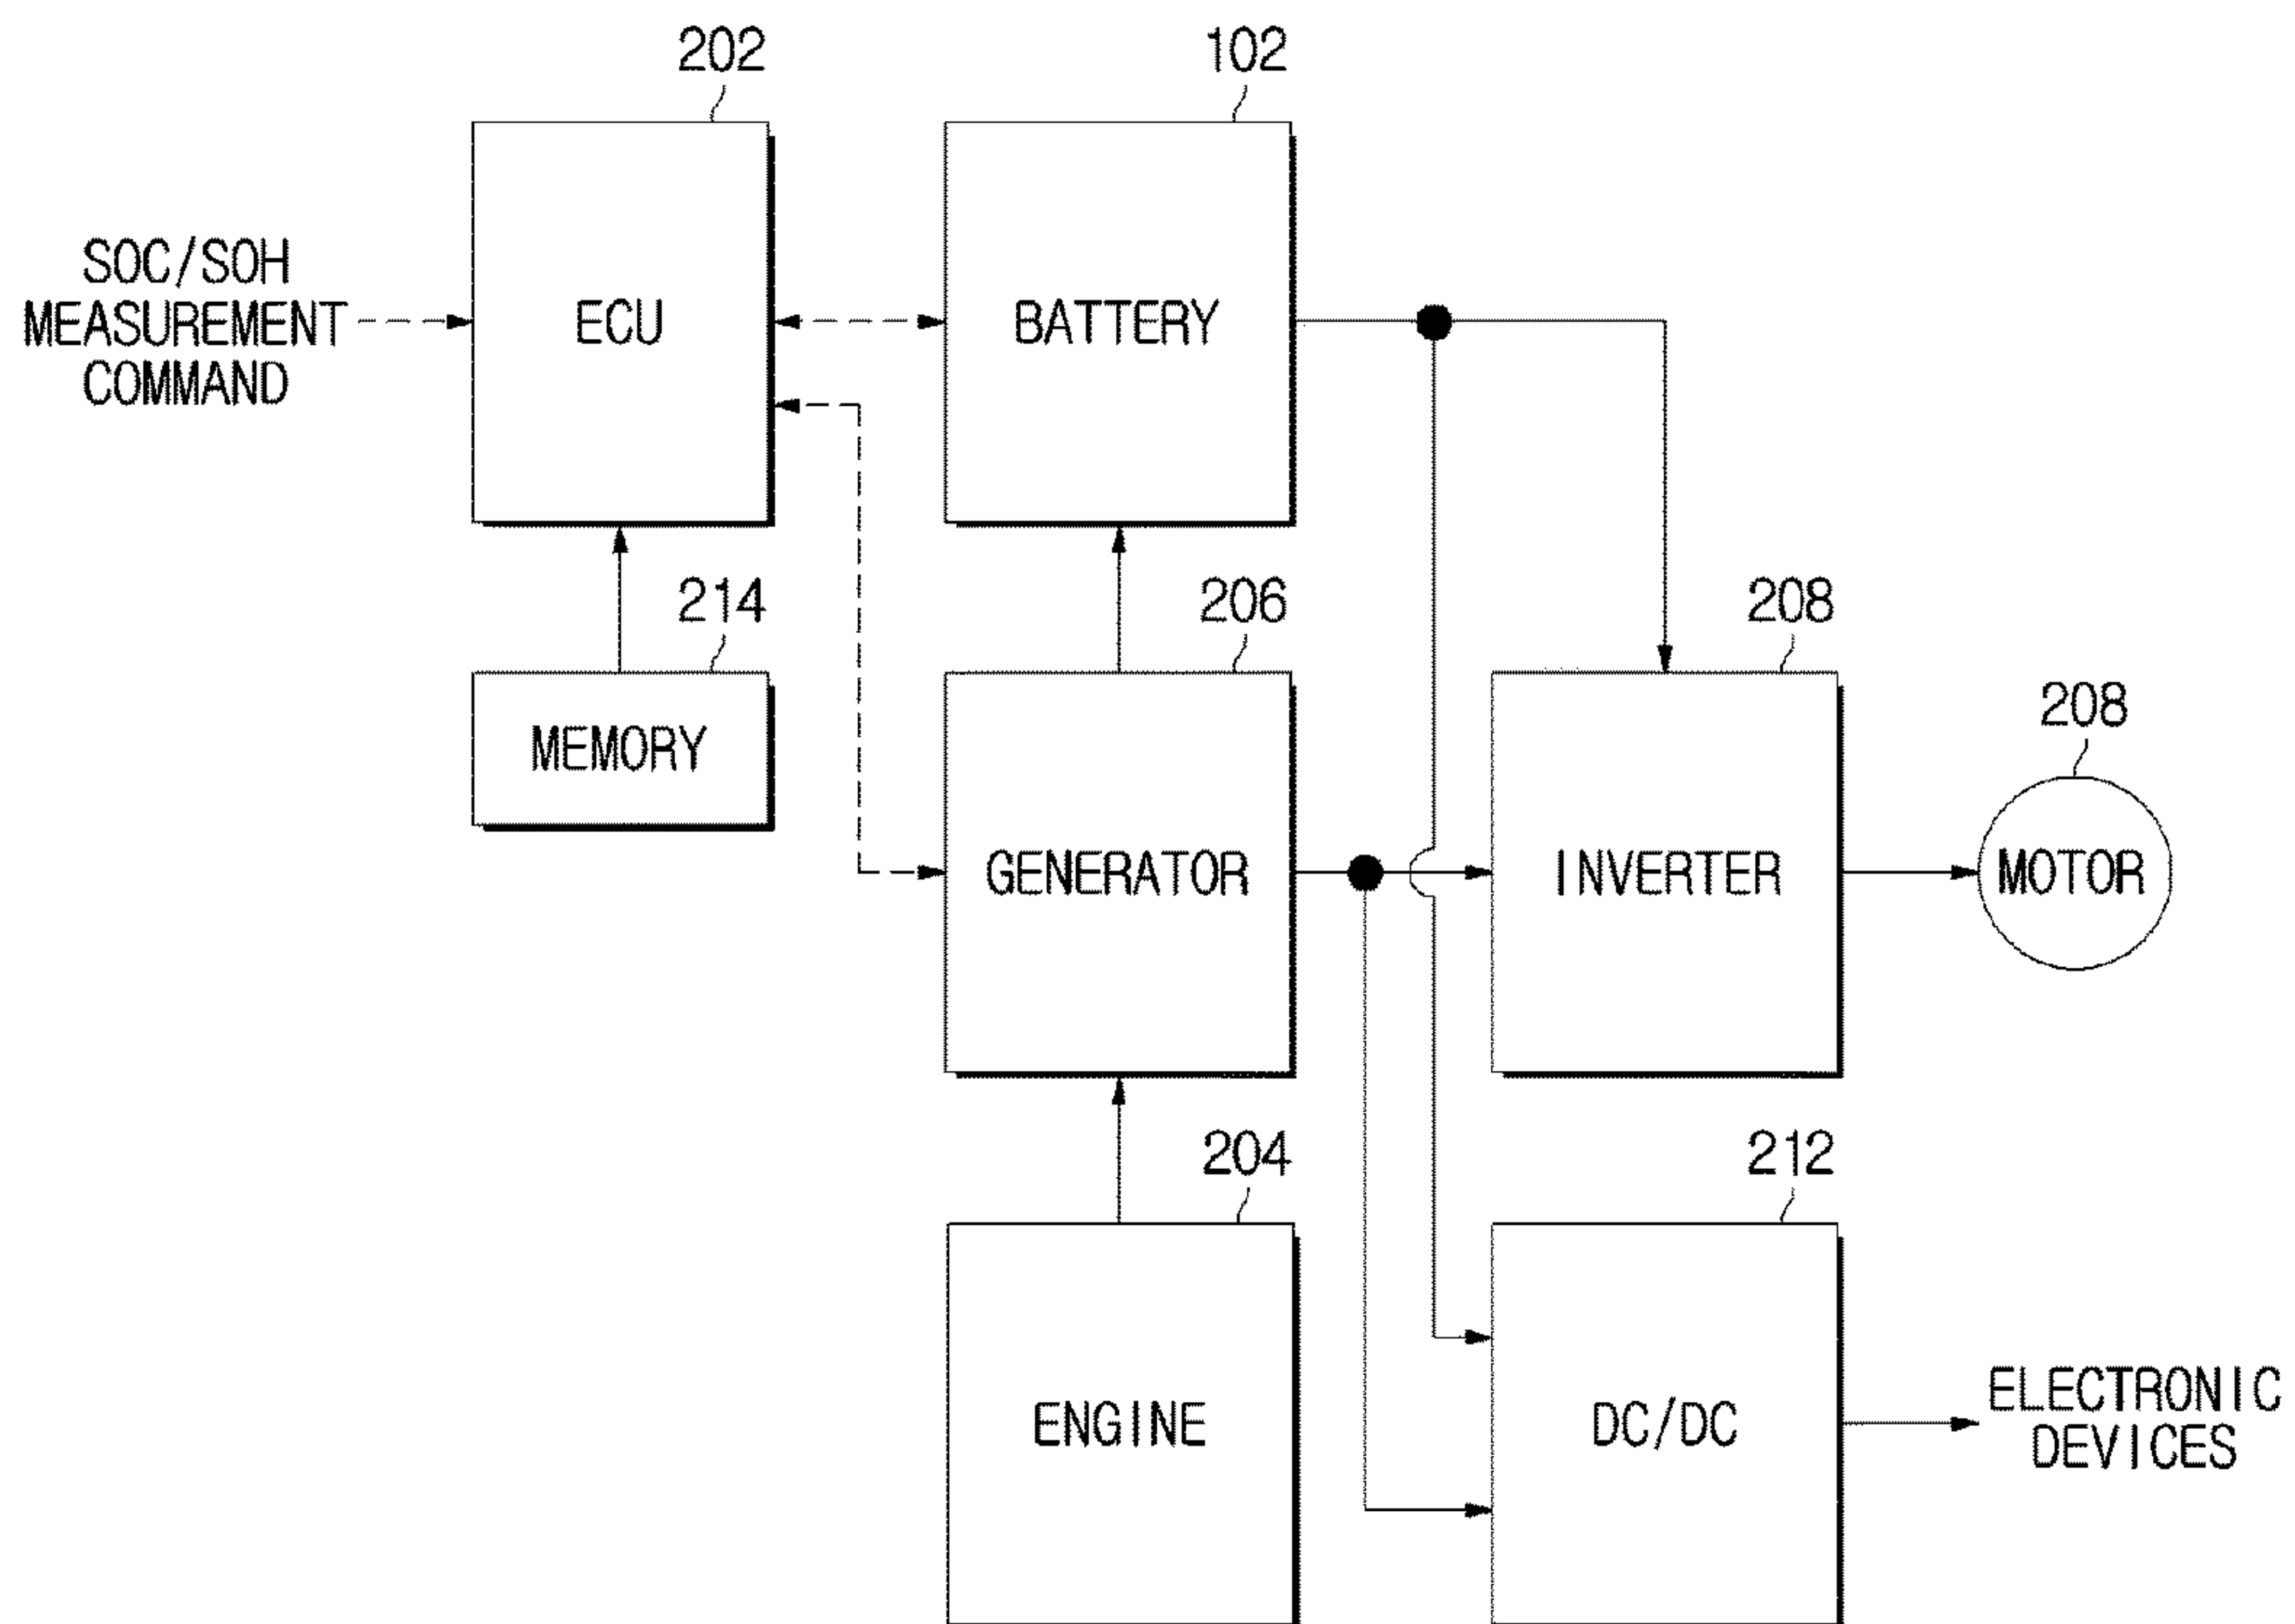 202
102
SOC/SOH
MEASUREMENT
COMMAND
ECU
BATTERY
214
206
208
208
MEMORY
GENERATOR
INVERTER
MOTOR
204
212
ENGINE
DC/DC
ELECTRONIC
DEVICES